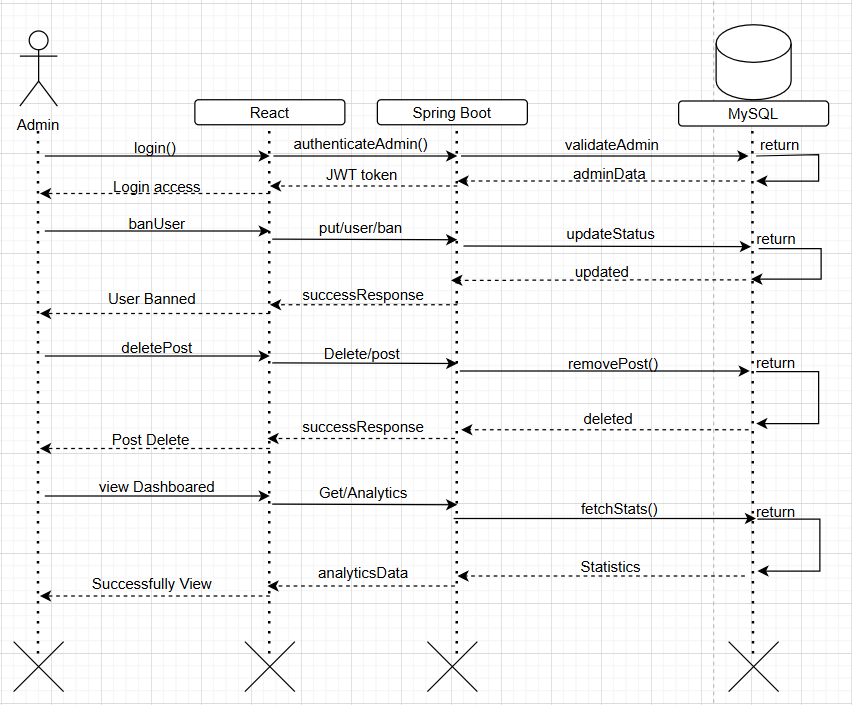 Admin
React
Spring Boot
MySQL
login()
authenticateAdmin()
validateAdmin
return
Login access
JWT token
adminData
banUser
put/user/ban
updateStatus
return
User Banned
successResponse
updated
deletePost
Delete/post
removePost()
return
Post Delete
successResponse
deleted
view Dashboared
Get/Analytics
fetchStats()
return
Successfully View
analyticsData
Statistics